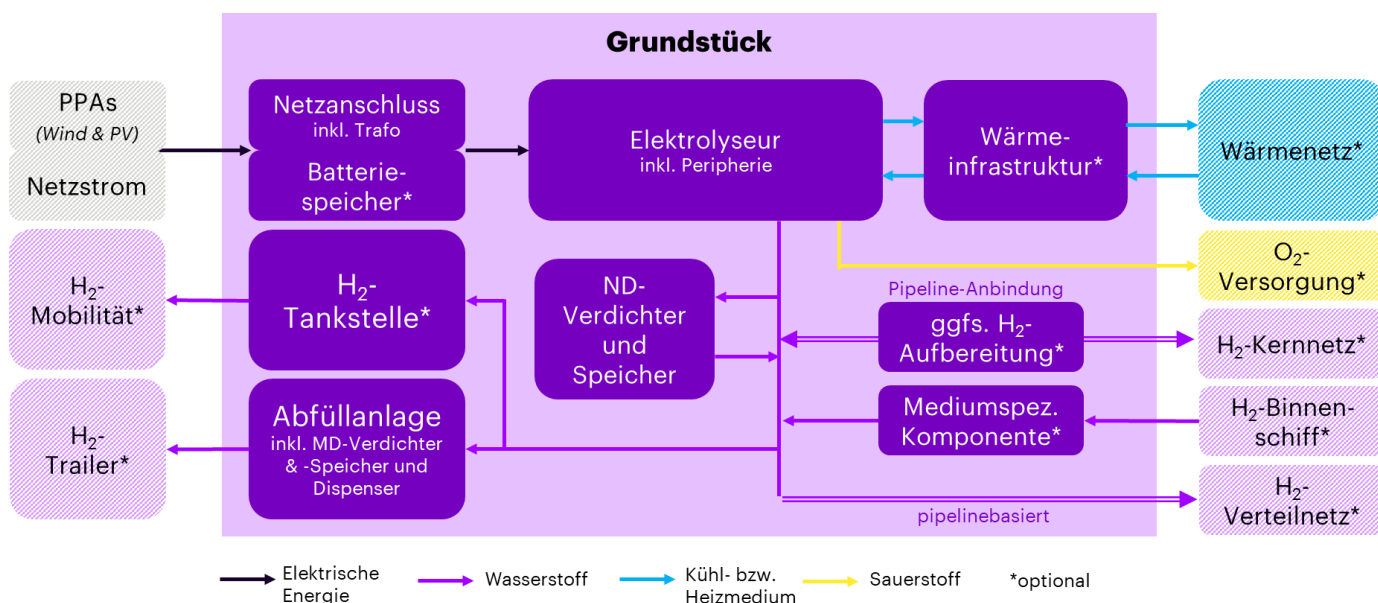 Grundstück
PPAs
(Wind & PV)
Netzstrom
Netzanschluss
inkl. Trafo
Batterie-
speicher*
Elektrolyseur
inkl. Peripherie
Wärme-
infrastruktur*
Wärmenetz*
H₂-
Mobilität*
H₂-
Tankstelle*
ND-
Verdichter
und
Speicher
O₂-
Versorgung*
Pipeline-Anbindung
ggfs. H₂-
Aufbereitung*
H₂-Kernnetz*
H₂-
Trailer*
Abfüllanlage
inkl. MD-Verdichter
& -Speicher und
Dispenser
Mediumspez.
Komponente*
H₂-Binnen-
schiff*
pipelinebasiert
H₂-
Verteilnetz*
Elektrische
Energie
Wasserstoff
Kühl- bzw.
Heizmedium
Sauerstoff
*optional